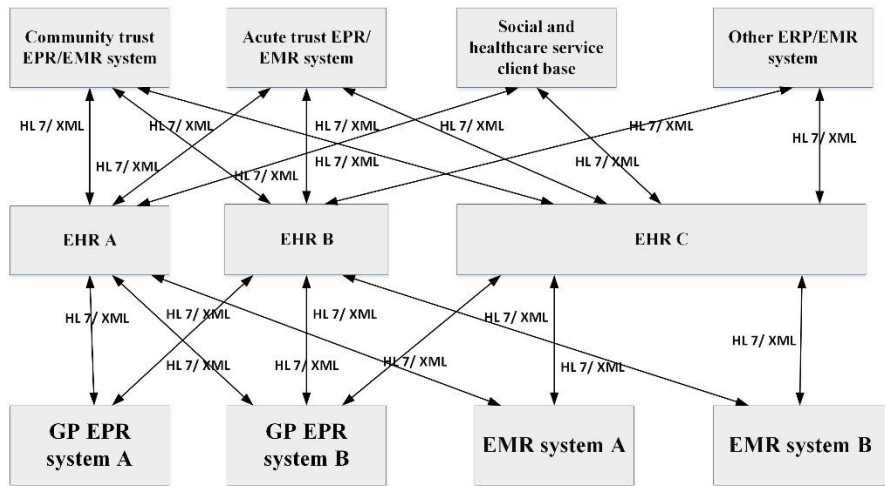 Community trust
EPR/EMR system
Acute trust EPR/
EMR system
Social and
healthcare service
client base
Other ERP/EMR
system
HL 7/ XML
HL 7/ XML
HL 7/ XML
HL 7/ XML
HL 7/ XML
HL 7/ XML
HL 7/ XML
HL 7/ XML
HL 7/ XML
HL 7/ XML
EHR A
EHR B
EHR C
HL 7/ XML
HL 7/ XML
HL 7/ XML
HL 7/ XML
HL 7/ XML
HL 7/ XML
HL 7/ XML
HL 7/ XML
HL 7/ XML
GP EPR
system A
GP EPR
system B
EMR system A
EMR system B